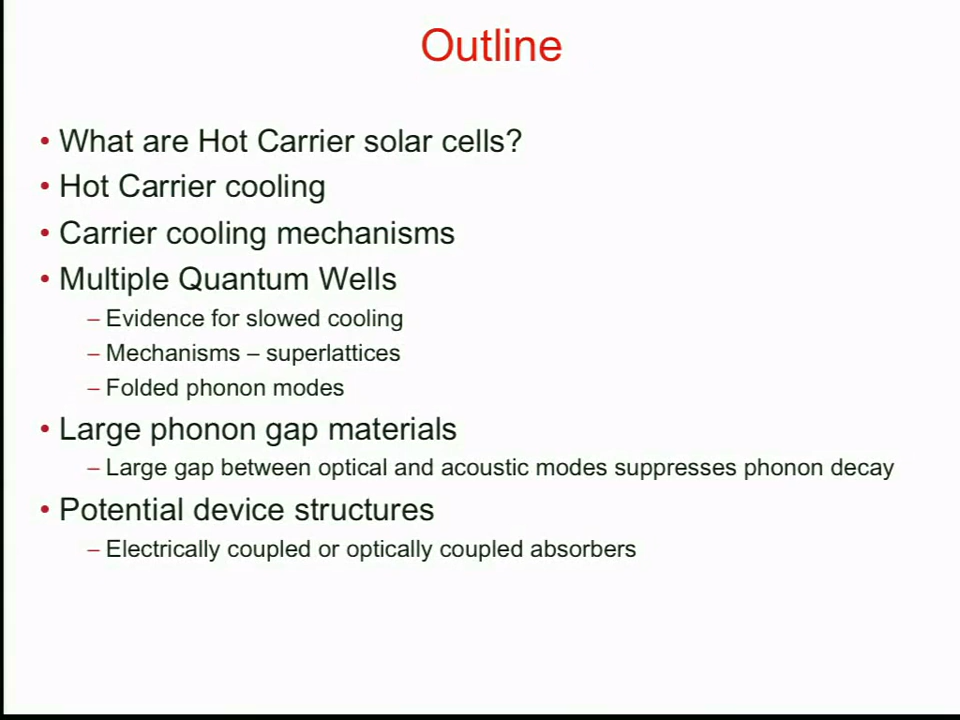 Outline
• What are Hot Carrier solar cells?
• Hot Carrier cooling
• Carrier cooling mechanisms
• Multiple Quantum Wells
– Evidence for slowed cooling
– Mechanisms – superlattices
– Folded phonon modes
• Large phonon gap materials
– Large gap between optical and acoustic modes suppresses phonon decay
• Potential device structures
– Electrically coupled or optically coupled absorbers